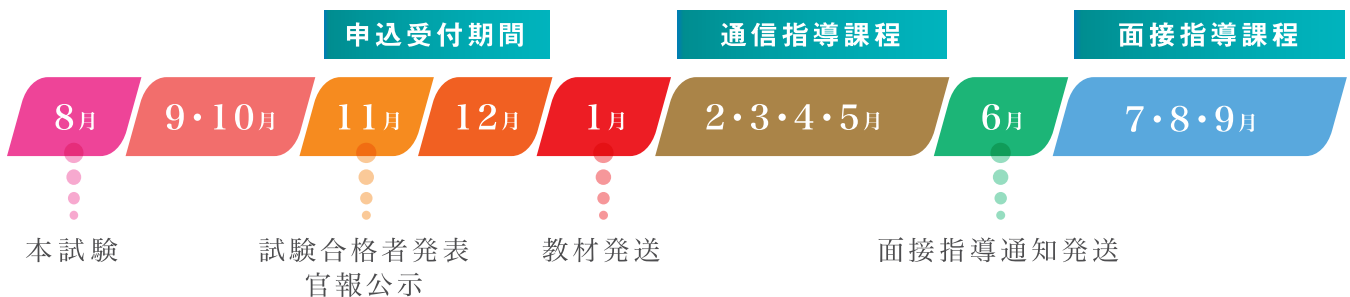 申込受付期間
通信指導課程
面接指導課程
8月
9・10月
11月
12月
1月
2・3・4・5月
6月
7・8・9月
本試験
試験合格者発表
官報公示
教材発送
面接指導通知発送